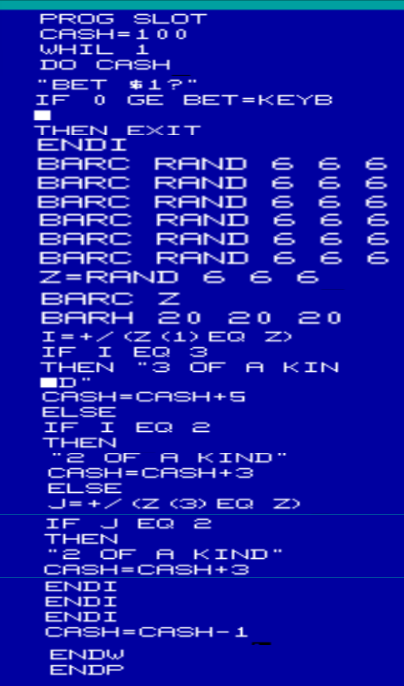 PROG SLOT
CASH=100
WHIL 1
DO CASH
"BET $1?"
IF 0 GE BET=KEYB
THEN EXIT
ENDI
BARC RAND 6 6 6
BARC RAND 6 6 6
BARC RAND 6 6 6
BARC RAND 6 6 6
BARC RAND 6 6 6
BARC RAND 6 6 6
Z=RAND 6 6 6
BARC Z
BARH 20 20 20
I=+/(Z(1)EQ Z)
IF I EQ 3
THEN "3 OF A KIN
D"
CASH=CASH+5
ELSE
IF I EQ 2
THEN
"2 OF A KIND"
CASH=CASH+3
ELSE
J=+/(Z(3)EQ Z)
IF J EQ 2
THEN
"2 OF A KIND"
CASH=CASH+3
ENDI
ENDI
ENDI
CASH=CASH-1
ENDW
ENDP